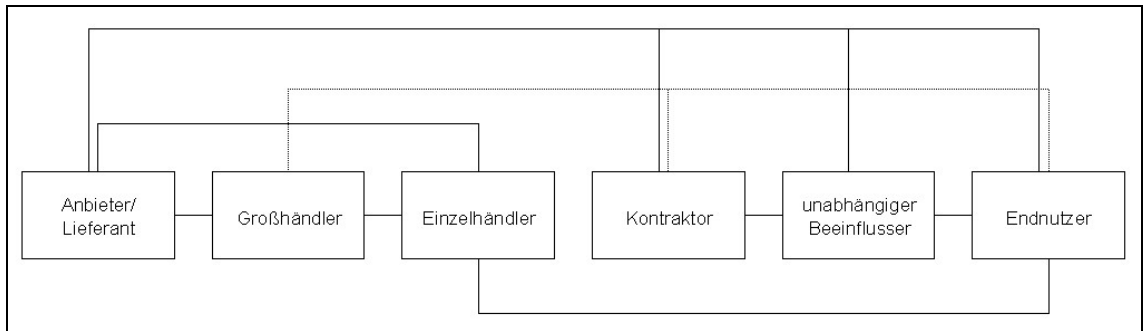 Anbieter/
Lieferant
Großhändler
Einzelhändler
Kontraktor
unabhängiger
Beeinflusser
Endnutzer